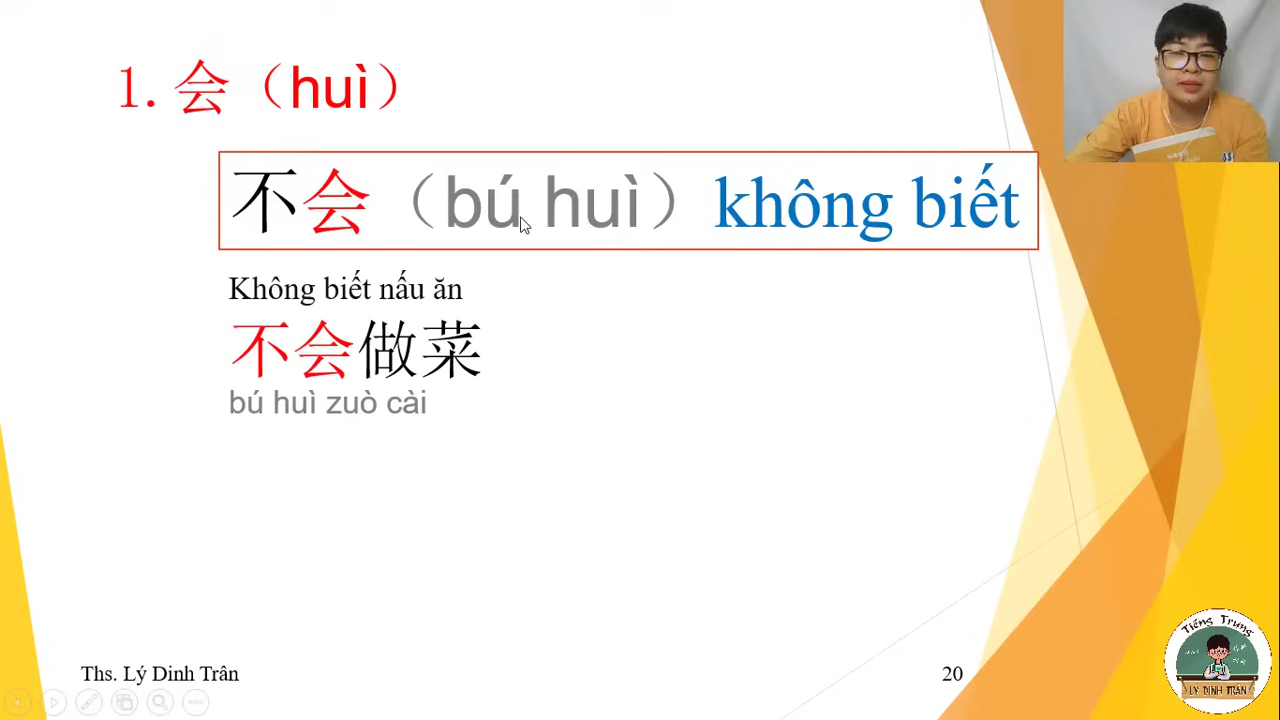 1. 会（huì）
不会（bú huì）không biết
Không biết nấu ăn
不会做菜
bú huì zuò cài
Ths. Lý Dinh Trân
20
Tiếng Trung
LÝ DINH TRÂN